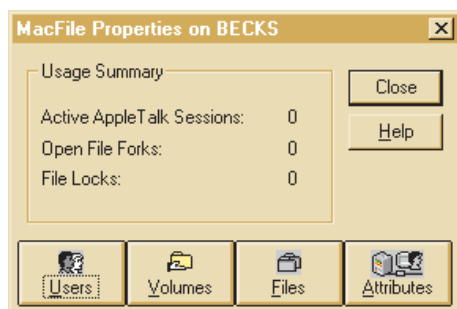 MacFile Properties on BECKS
Usage Summary
Active AppleTalk Sessions: 0
Open File Forks: 0
File Locks: 0
Close
Help
Users
Volumes
Files
Attributes